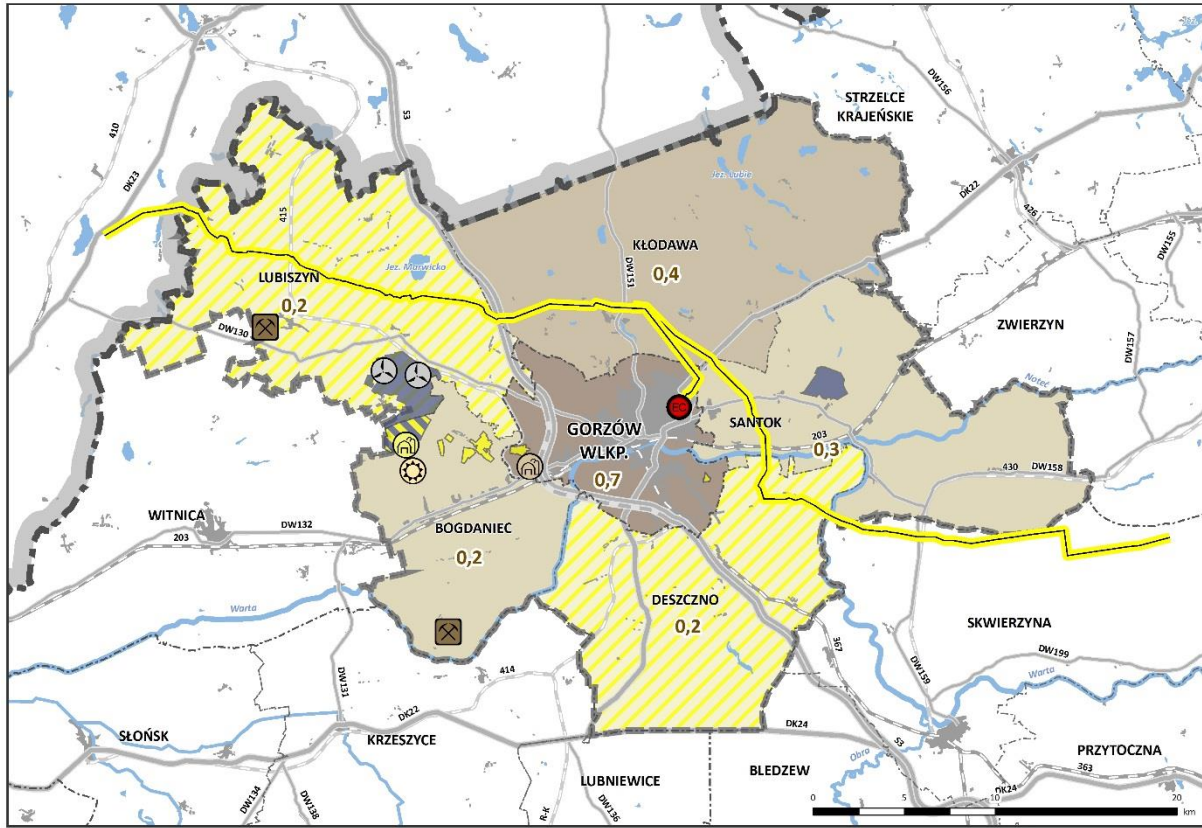 DW156
STRZELCE
KRAJEŃSKIE
410
S3
DK23
Jez. Lubie
DK22
426
DW155
415
KŁODAWA
0,4
DW151
Jez. Marwicka
LUBISZYN
0,2
DW130
ZWIERZYN
DW157
Noteć
EC
SANTOK
GORZÓW
WLKP.
0,7
203
0,3
430
DW158
WITNICA
DW132
203
BOGDANIEC
0,2
Warta
DESZCZNO
0,2
SKWIERZYNA
367
DW159
DW199
Warta
414
DW131
DK22
SŁOŃSK
KRZESZYCE
DK24
S3
Obra
PRZYTOCZNA
363
DK24
BLEDZEW
LUBNIEWICE
DW134
DW138
R-K
DW136
0
5
10
20
km